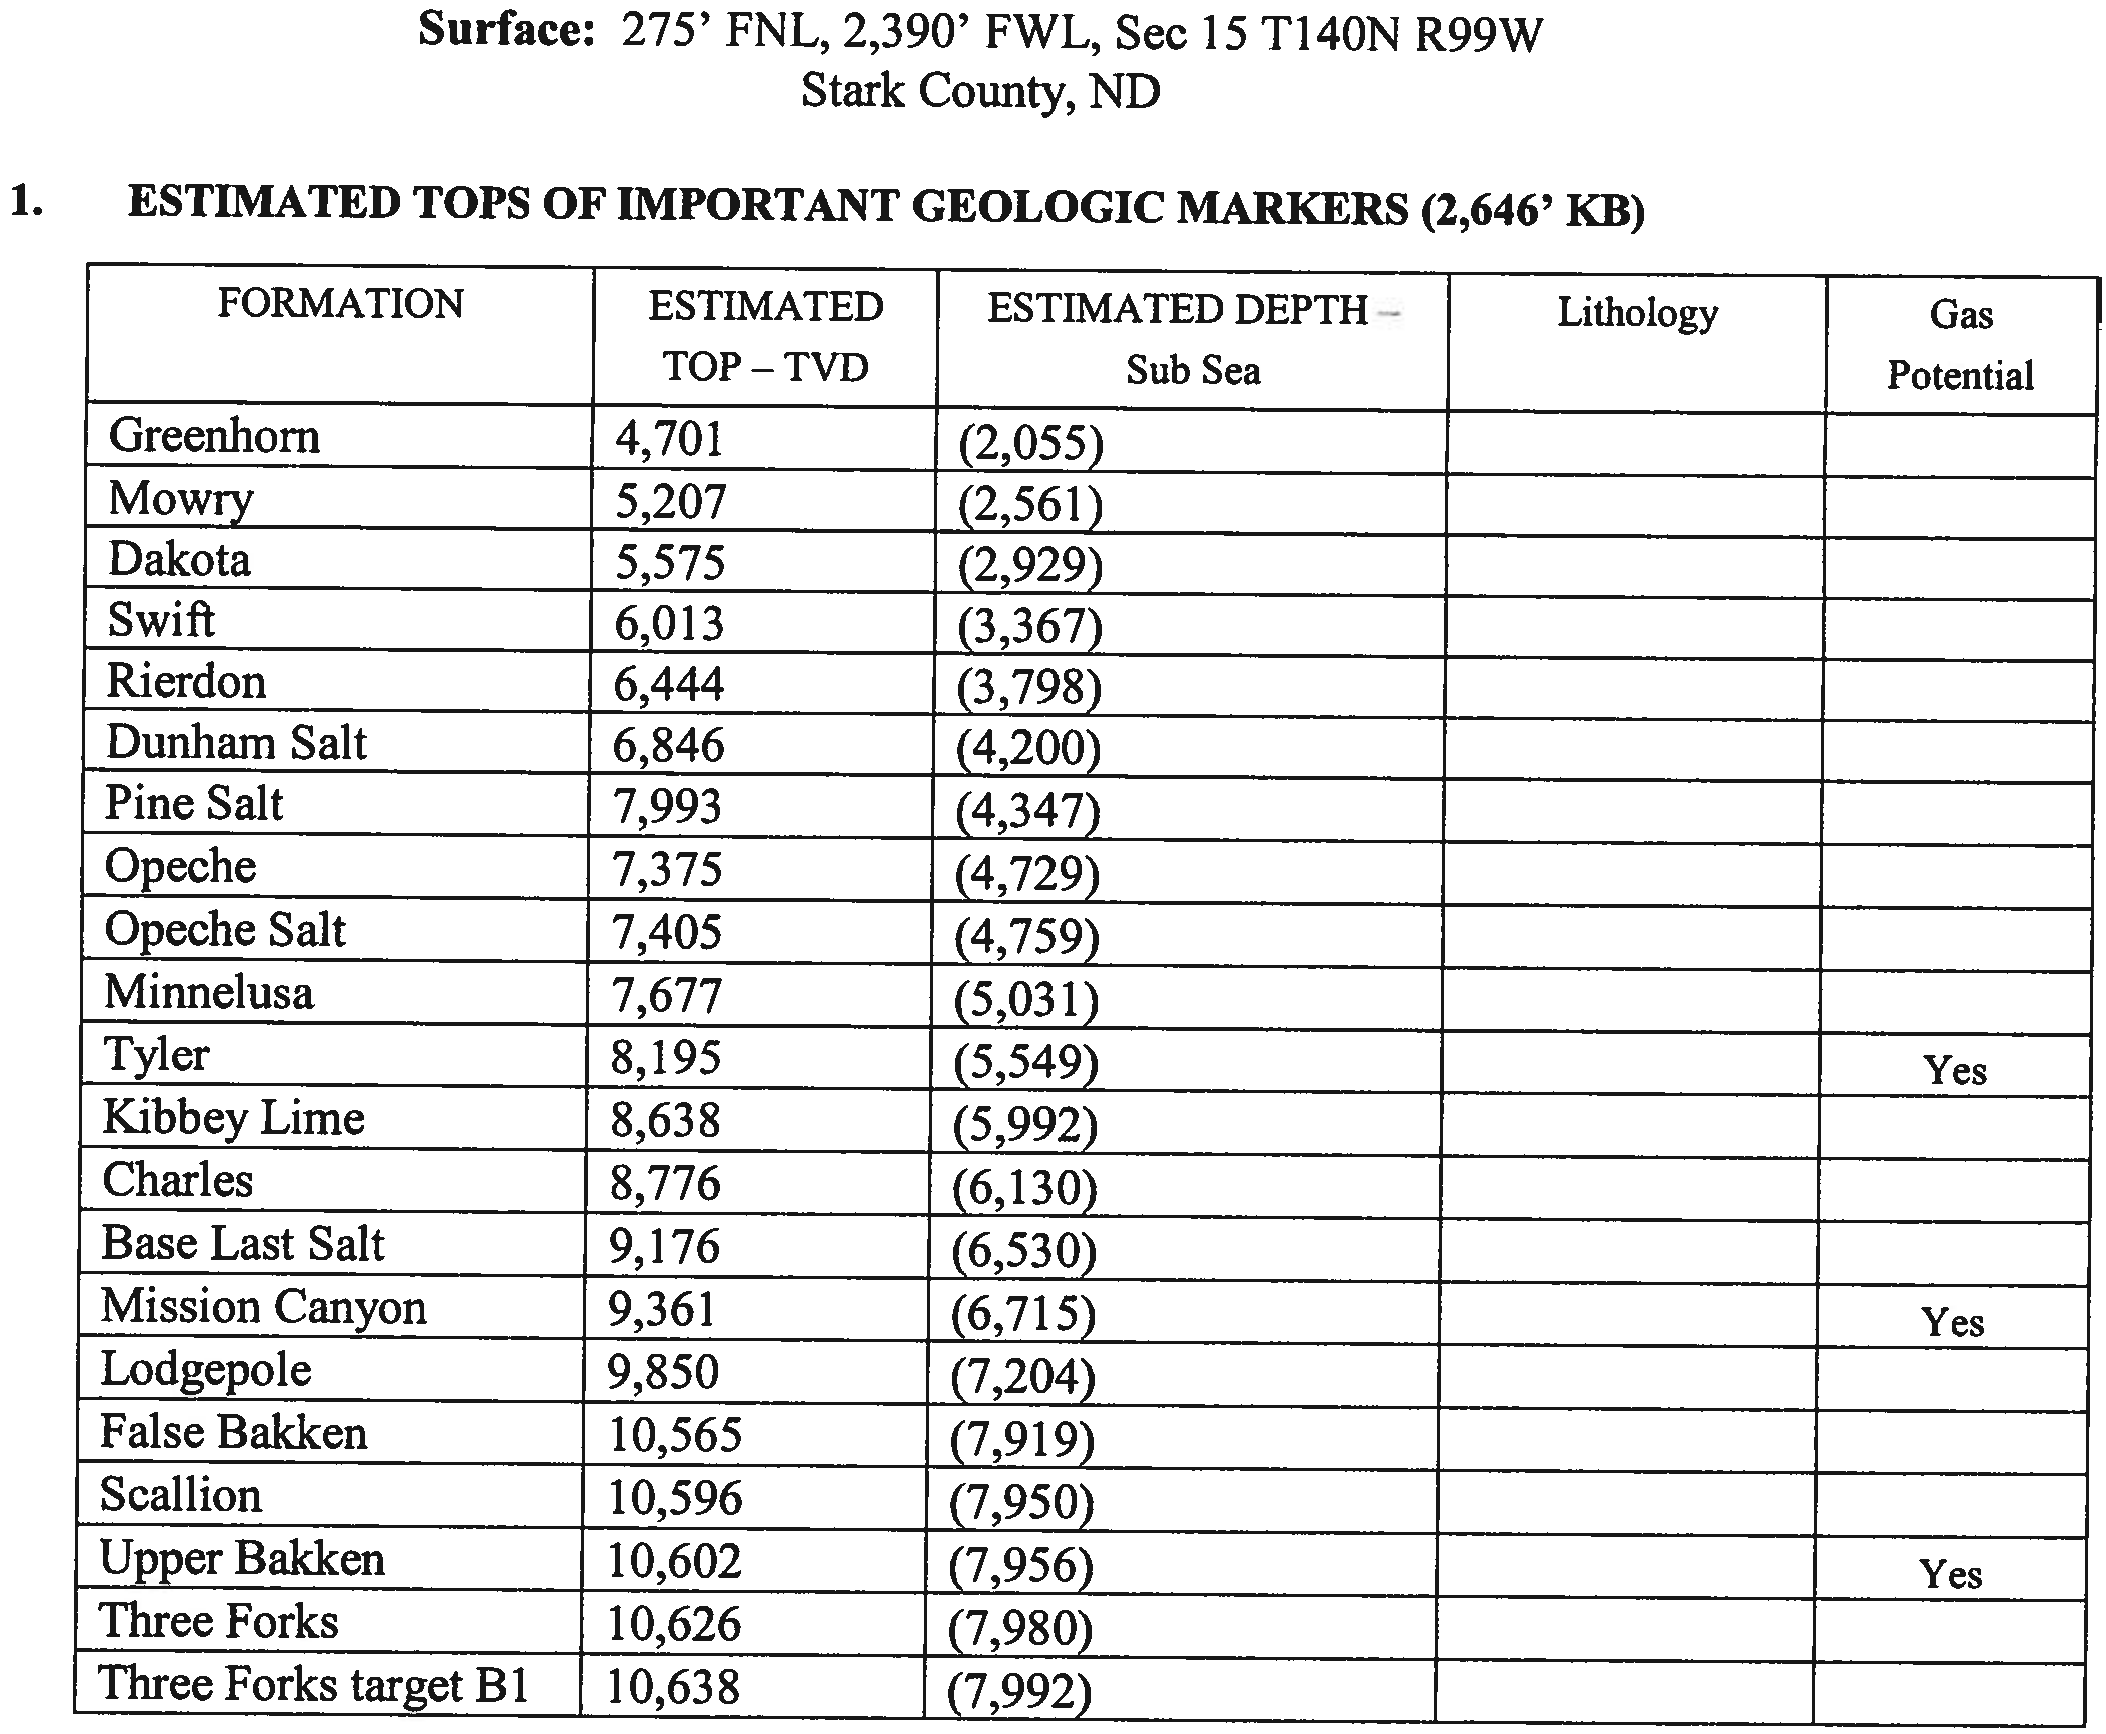 Surface: 275’ FNL, 2,390’ FWL, Sec 15 T140N R99W
Stark County, ND
1. ESTIMATED TOPS OF IMPORTANT GEOLOGIC MARKERS (2,646’ KB)
FORMATION ESTIMATED TOP – TVD ESTIMATED DEPTH – Sub Sea Lithology Gas Potential
Greenhorn 4,701 (2,055)
Mowry 5,207 (2,561)
Dakota 5,575 (2,929)
Swift 6,013 (3,367)
Rierdon 6,444 (3,798)
Dunham Salt 6,846 (4,200)
Pine Salt 7,993 (4,347)
Opeche 7,375 (4,729)
Opeche Salt 7,405 (4,759)
Minnelusa 7,677 (5,031)
Tyler 8,195 (5,549) Yes
Kibbey Lime 8,638 (5,992)
Charles 8,776 (6,130)
Base Last Salt 9,176 (6,530)
Mission Canyon 9,361 (6,715) Yes
Lodgepole 9,850 (7,204)
False Bakken 10,565 (7,919)
Scallion 10,596 (7,950)
Upper Bakken 10,602 (7,956) Yes
Three Forks 10,626 (7,980)
Three Forks target B1 10,638 (7,992)